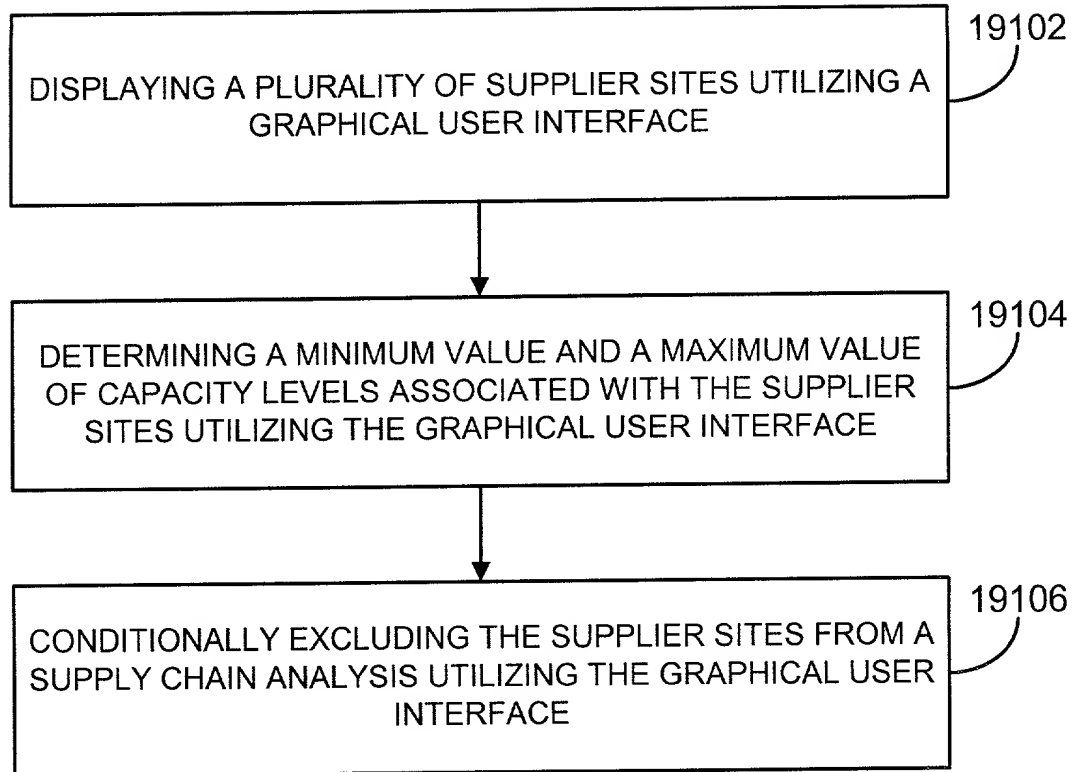 19102
DISPLAYING A PLURALITY OF SUPPLIER SITES UTILIZING A
GRAPHICAL USER INTERFACE
19104
DETERMINING A MINIMUM VALUE AND A MAXIMUM VALUE
OF CAPACITY LEVELS ASSOCIATED WITH THE SUPPLIER
SITES UTILIZING THE GRAPHICAL USER INTERFACE
19106
CONDITIONALLY EXCLUDING THE SUPPLIER SITES FROM A
SUPPLY CHAIN ANALYSIS UTILIZING THE GRAPHICAL USER
INTERFACE